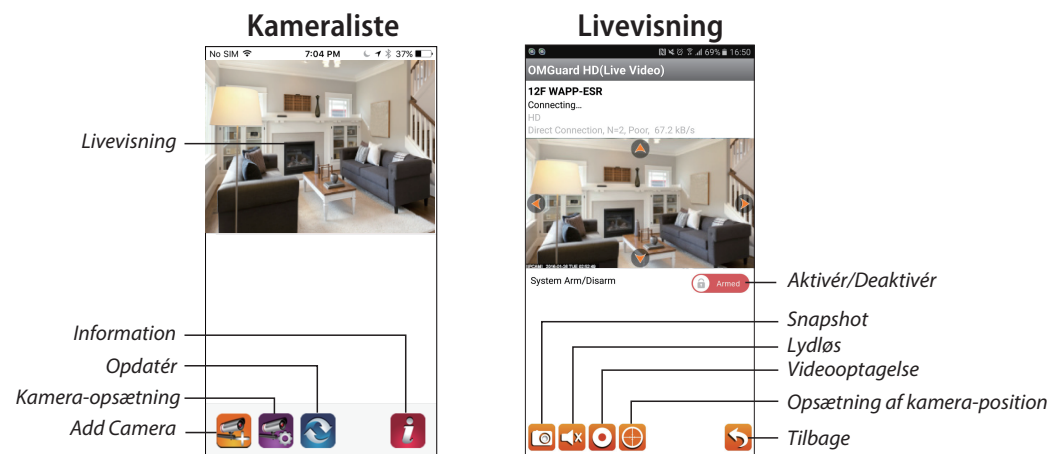 Kameraliste
No SIM 7:04 PM 37%
Livevisning
Information
Opdatér
Kamera-opsætning
Add Camera
Livevisning
69% 16:50
OMGuard HD(Live Video)
12F WAPP-ESR
Connecting...
HD
Direct Connection, N=2, Poor, 67.2 kB/s
System Arm/Disarm
Armed
Aktivér/Deaktivér
Snapshot
Lydløs
Videooptagelse
Opsætning af kamera-position
Tilbage